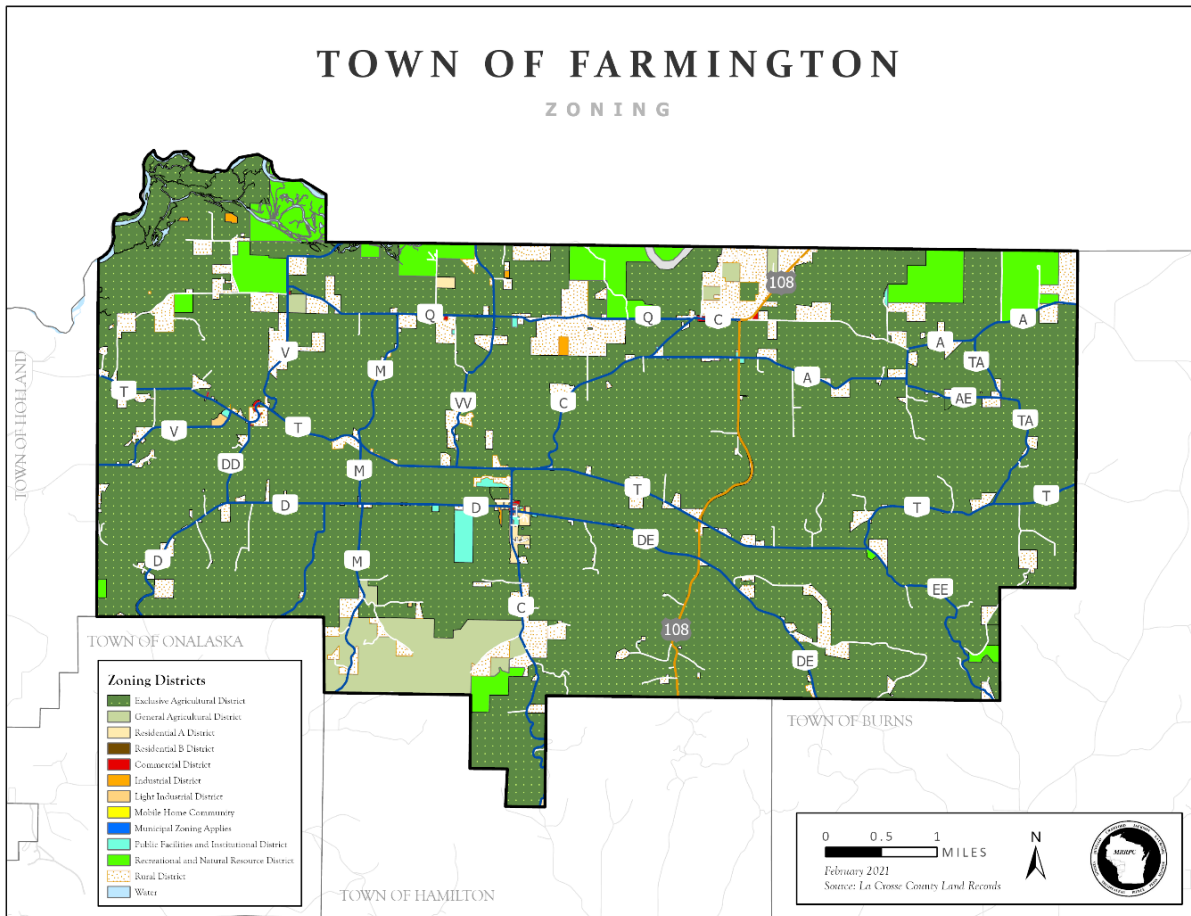 TOWN OF FARMINGTON
ZONING
108
Q
Q
C
A
A
V
M
TA
A
T
VV
C
AE
V
T
TA
DD
M
D
D
T
T
T
DE
D
M
EE
C
108
DE
TOWN OF HOLLAND
TOWN OF ONALASKA
TOWN OF BURNS
TOWN OF HAMILTON
Zoning Districts
Exclusive Agricultural District
General Agricultural District
Residential A District
Residential B District
Commercial District
Industrial District
Light Industrial District
Mobile Home Community
Municipal Zoning Applies
Public Facilities and Institutional District
Recreational and Natural Resource District
Rural District
Water
0 0.5 1
MILES
February 2021
Source: La Crosse County Land Records
N
MRRPC